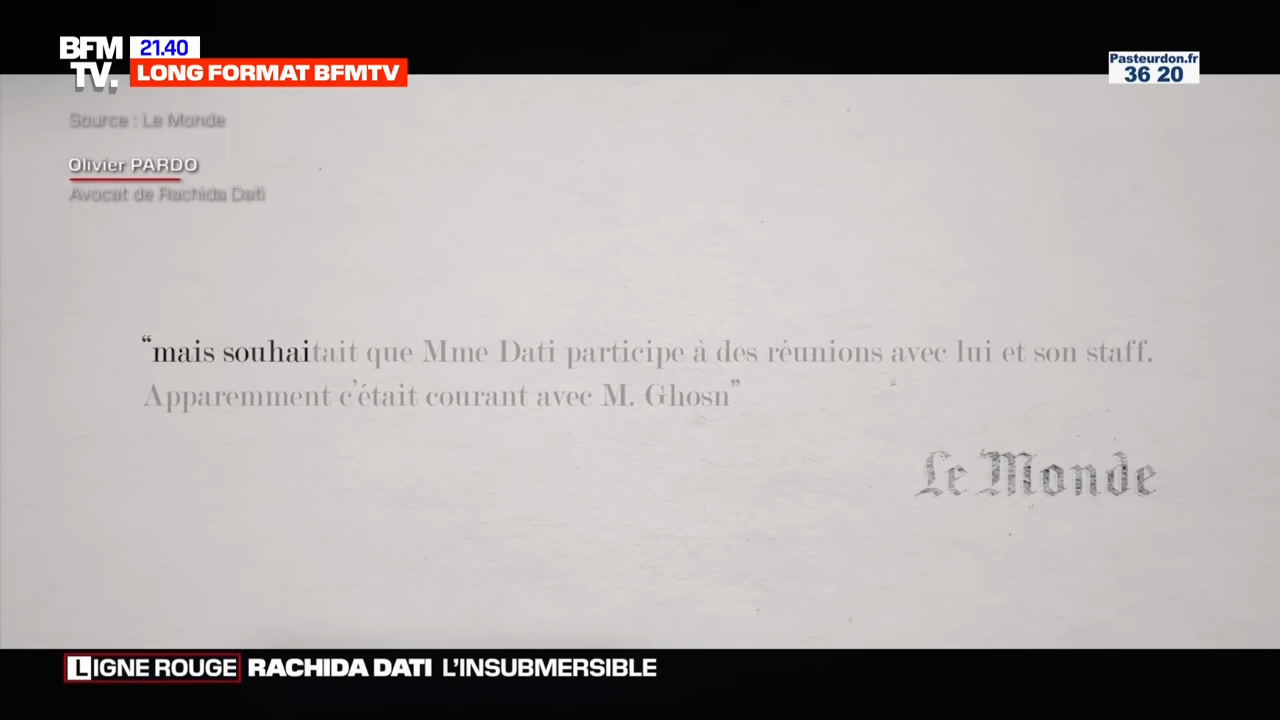 BFM
TV.
21.40
LONG FORMAT BFMTV
Pasteurdon.fr
36 20
Source : Le Monde
Olivier PARDO
Avocat de Rachida Dati
“mais souhaitait que Mme Dati participe à des réunions avec lui et son staff.
Apparemment c’était courant avec M. Ghosn”
Le Monde
LIGNE ROUGE RACHIDA DATI L’INSUBMERSIBLE